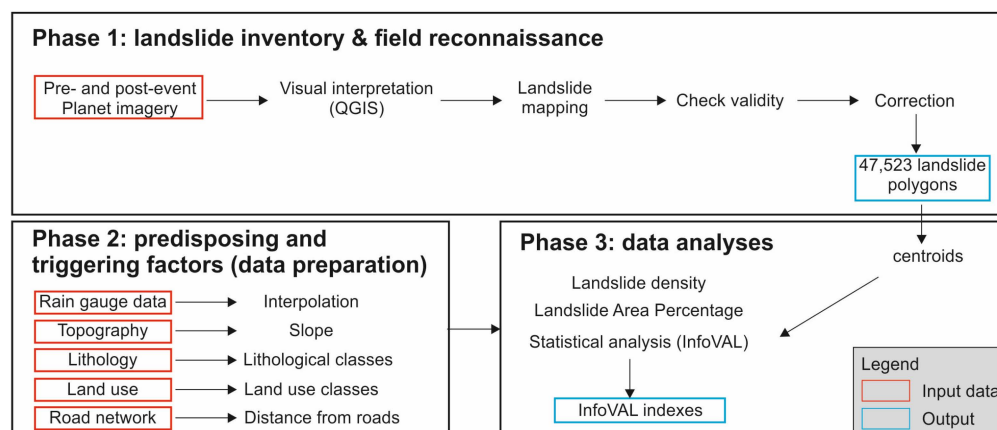 Phase 1: landslide inventory & field reconnaissance
Pre- and post-event
Planet imagery
Visual interpretation
(QGIS)
Landslide
mapping
Check validity
Correction
47,523 landslide
polygons
Phase 2: predisposing and
triggering factors (data preparation)
Rain gauge data
Interpolation
Topography
Slope
Lithology
Lithological classes
Land use
Land use classes
Road network
Distance from roads
Phase 3: data analyses
centroids
Landslide density
Landslide Area Percentage
Statistical analysis (InfoVAL)
InfoVAL indexes
Legend
Input data
Output